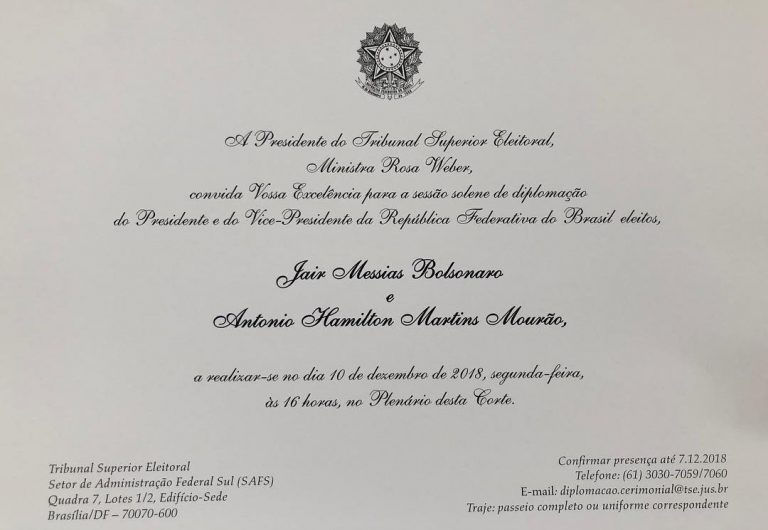 A Presidente do Tribunal Superior Eleitoral,
Ministra Rosa Weber,
convida Vossa Excelência para a sessão solene de diplomação
do Presidente e do Vice-Presidente da República Federativa do Brasil eleitos,
Jair Messias Bolsonaro
e
Antonio Hamilton Martins Mourão,
a realizar-se no dia 10 de dezembro de 2018, segunda-feira,
às 16 horas, no Plenário desta Corte.
Tribunal Superior Eleitoral
Setor de Administração Federal Sul (SAFS)
Quadra 7, Lotes 1/2, Edifício-Sede
Brasília/DF – 70070-600
Confirmar presença até 7.12.2018
Telefone: (61) 3030-7059/7060
E-mail: diplomacao.cerimonial@tse.jus.br
Traje: passeio completo ou uniforme correspondente